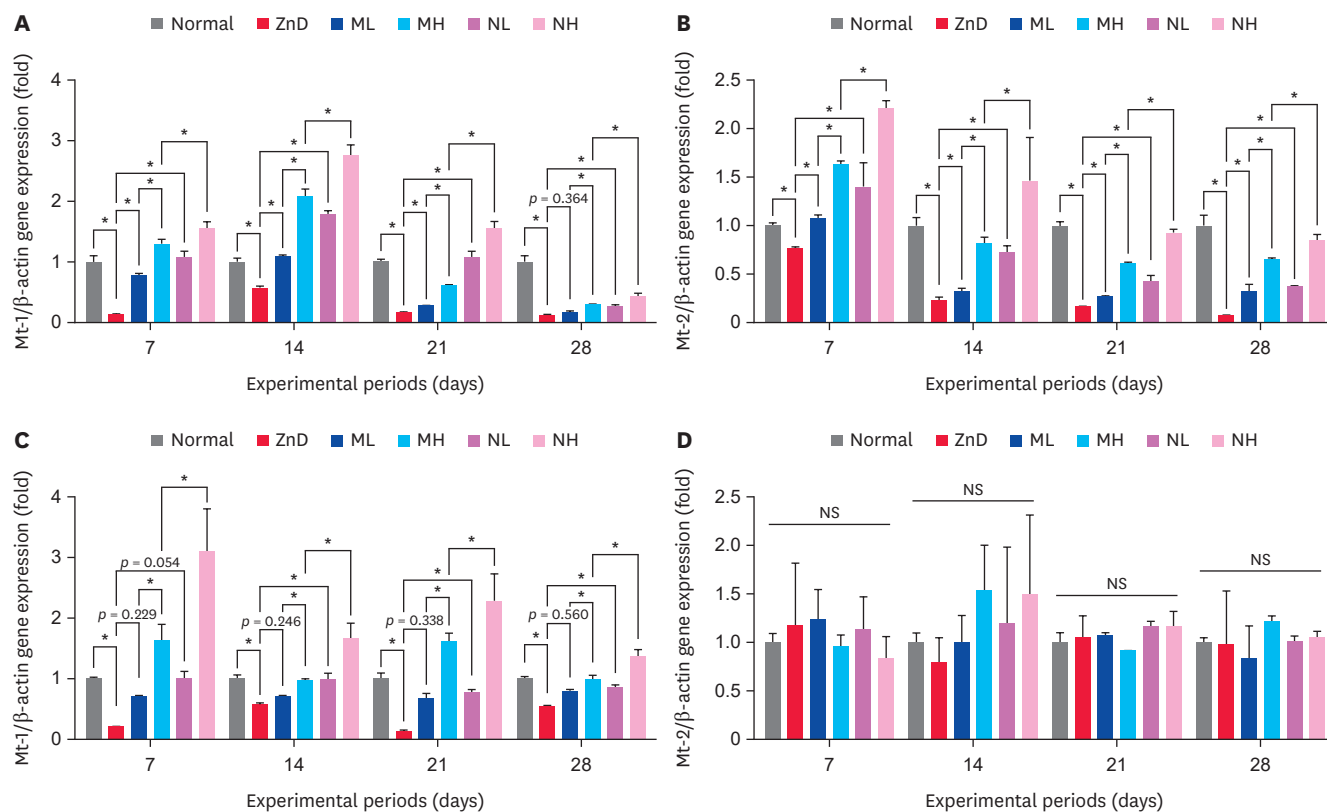 A
Normal ZnD ML MH NL NH
Mt-1/β-actin gene expression (fold)
4
3
2
1
0
* * * * *
* * * * *
* * * * *
* p = 0.364 * * *
7 14 21 28
Experimental periods (days)
B
Normal ZnD ML MH NL NH
Mt-2/β-actin gene expression (fold)
2.5
2.0
1.5
1.0
0.5
0
* * * * *
* * * * *
* * * * *
* * * * *
7 14 21 28
Experimental periods (days)
C
Normal ZnD ML MH NL NH
Mt-1/β-actin gene expression (fold)
4
3
2
1
0
* p = 0.229 p = 0.054 * *
* p = 0.246 * * *
* p = 0.338 * * *
* p = 0.560 * * *
7 14 21 28
Experimental periods (days)
D
Normal ZnD ML MH NL NH
Mt-2/β-actin gene expression (fold)
2.5
2.0
1.5
1.0
0.5
0
NS NS NS NS
7 14 21 28
Experimental periods (days)